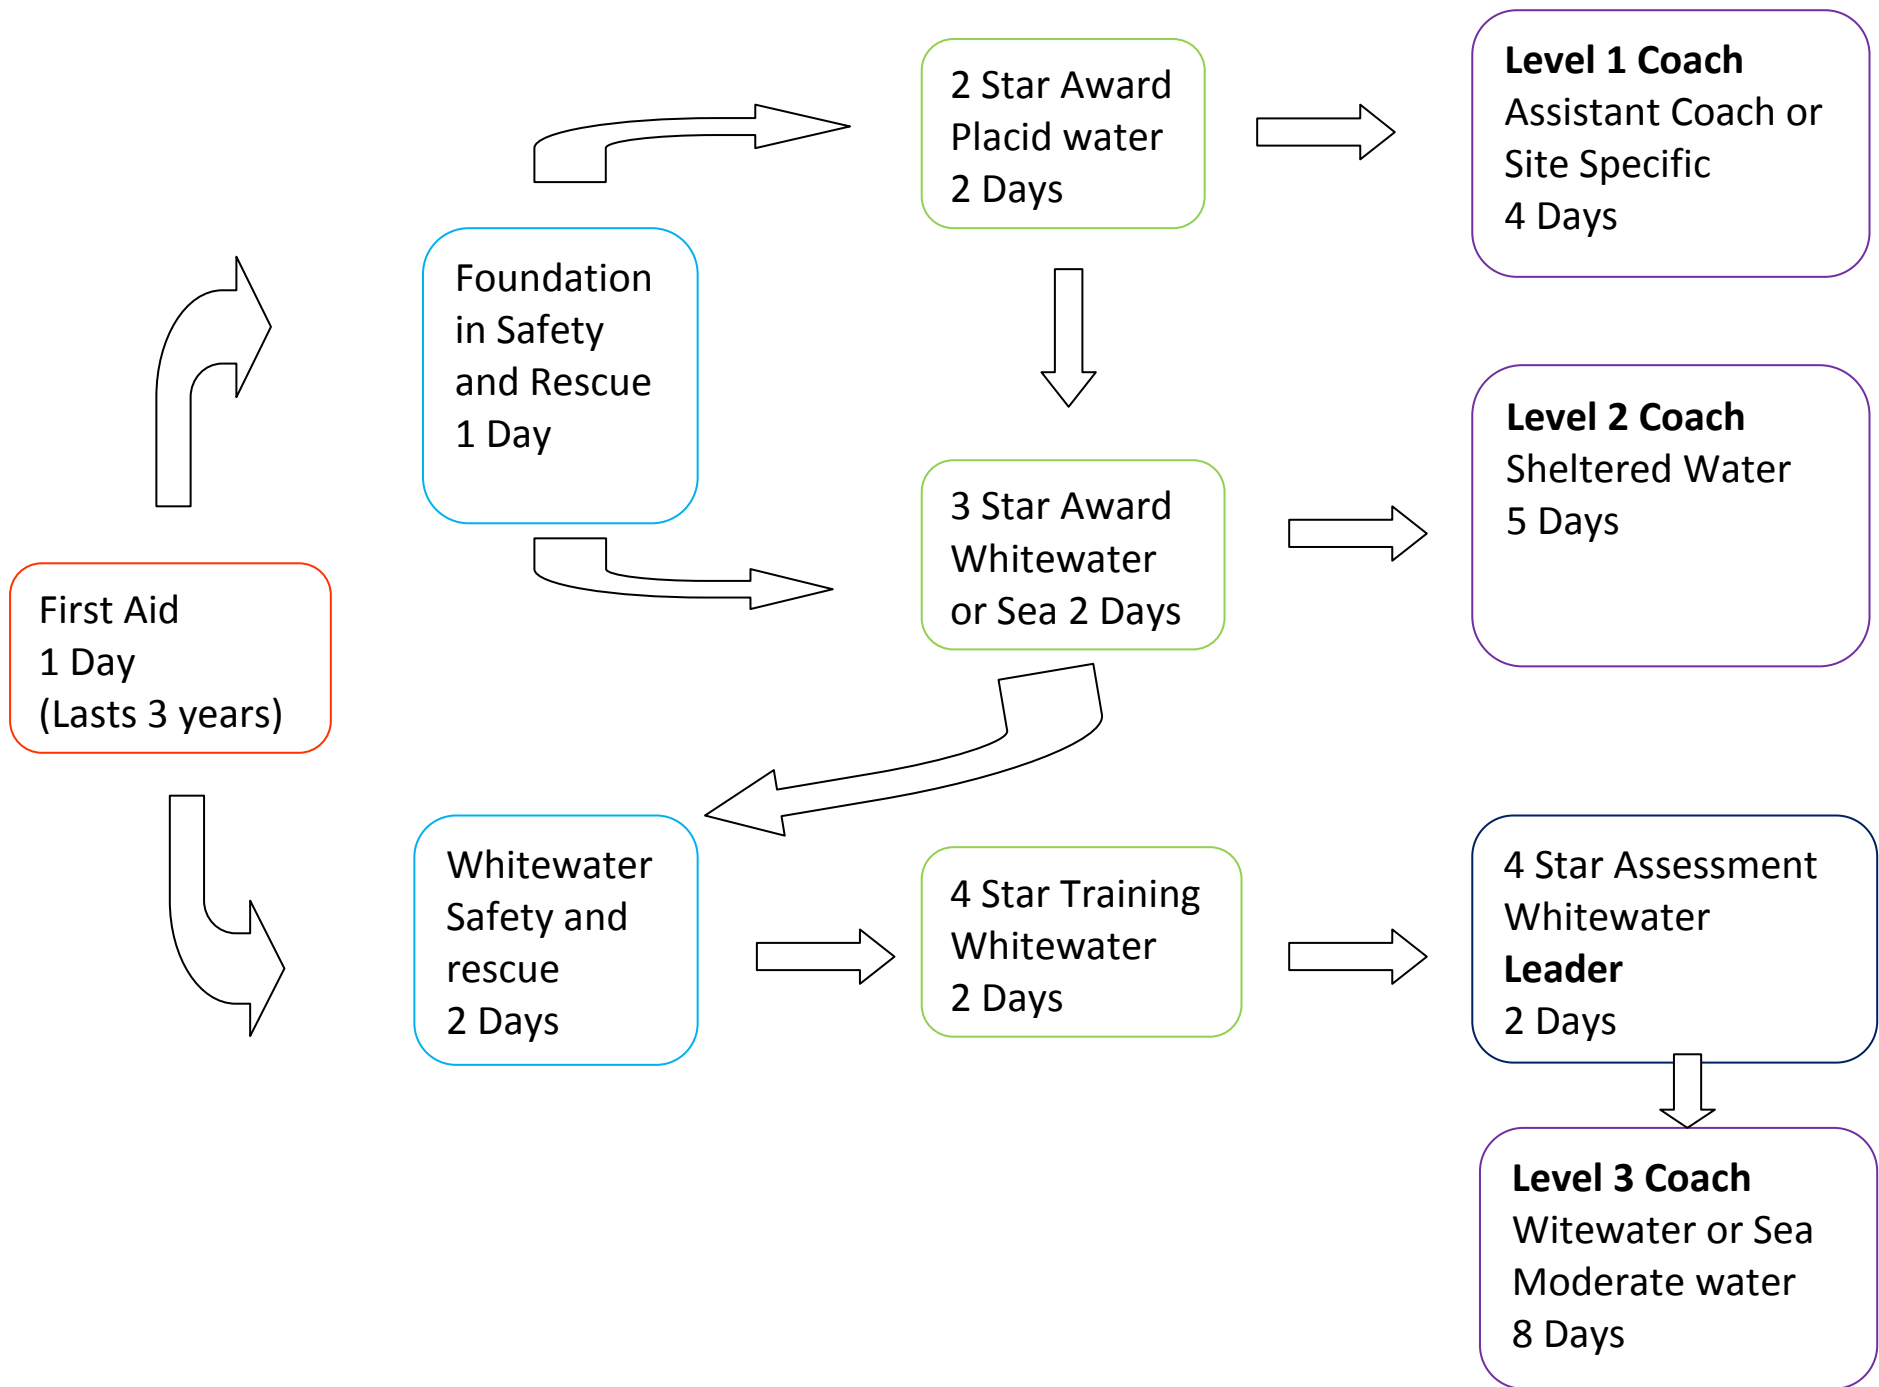 2 Star Award
Placid water
2 Days
Level 1 Coach
Assistant Coach or
Site Specific
4 Days
Foundation
in Safety
and Rescue
1 Day
Level 2 Coach
Sheltered Water
5 Days
3 Star Award
Whitewater
or Sea 2 Days
First Aid
1 Day
(Lasts 3 years)
Whitewater
Safety and
rescue
2 Days
4 Star Training
Whitewater
2 Days
4 Star Assessment
Whitewater
Leader
2 Days
Level 3 Coach
Witewater or Sea
Moderate water
8 Days